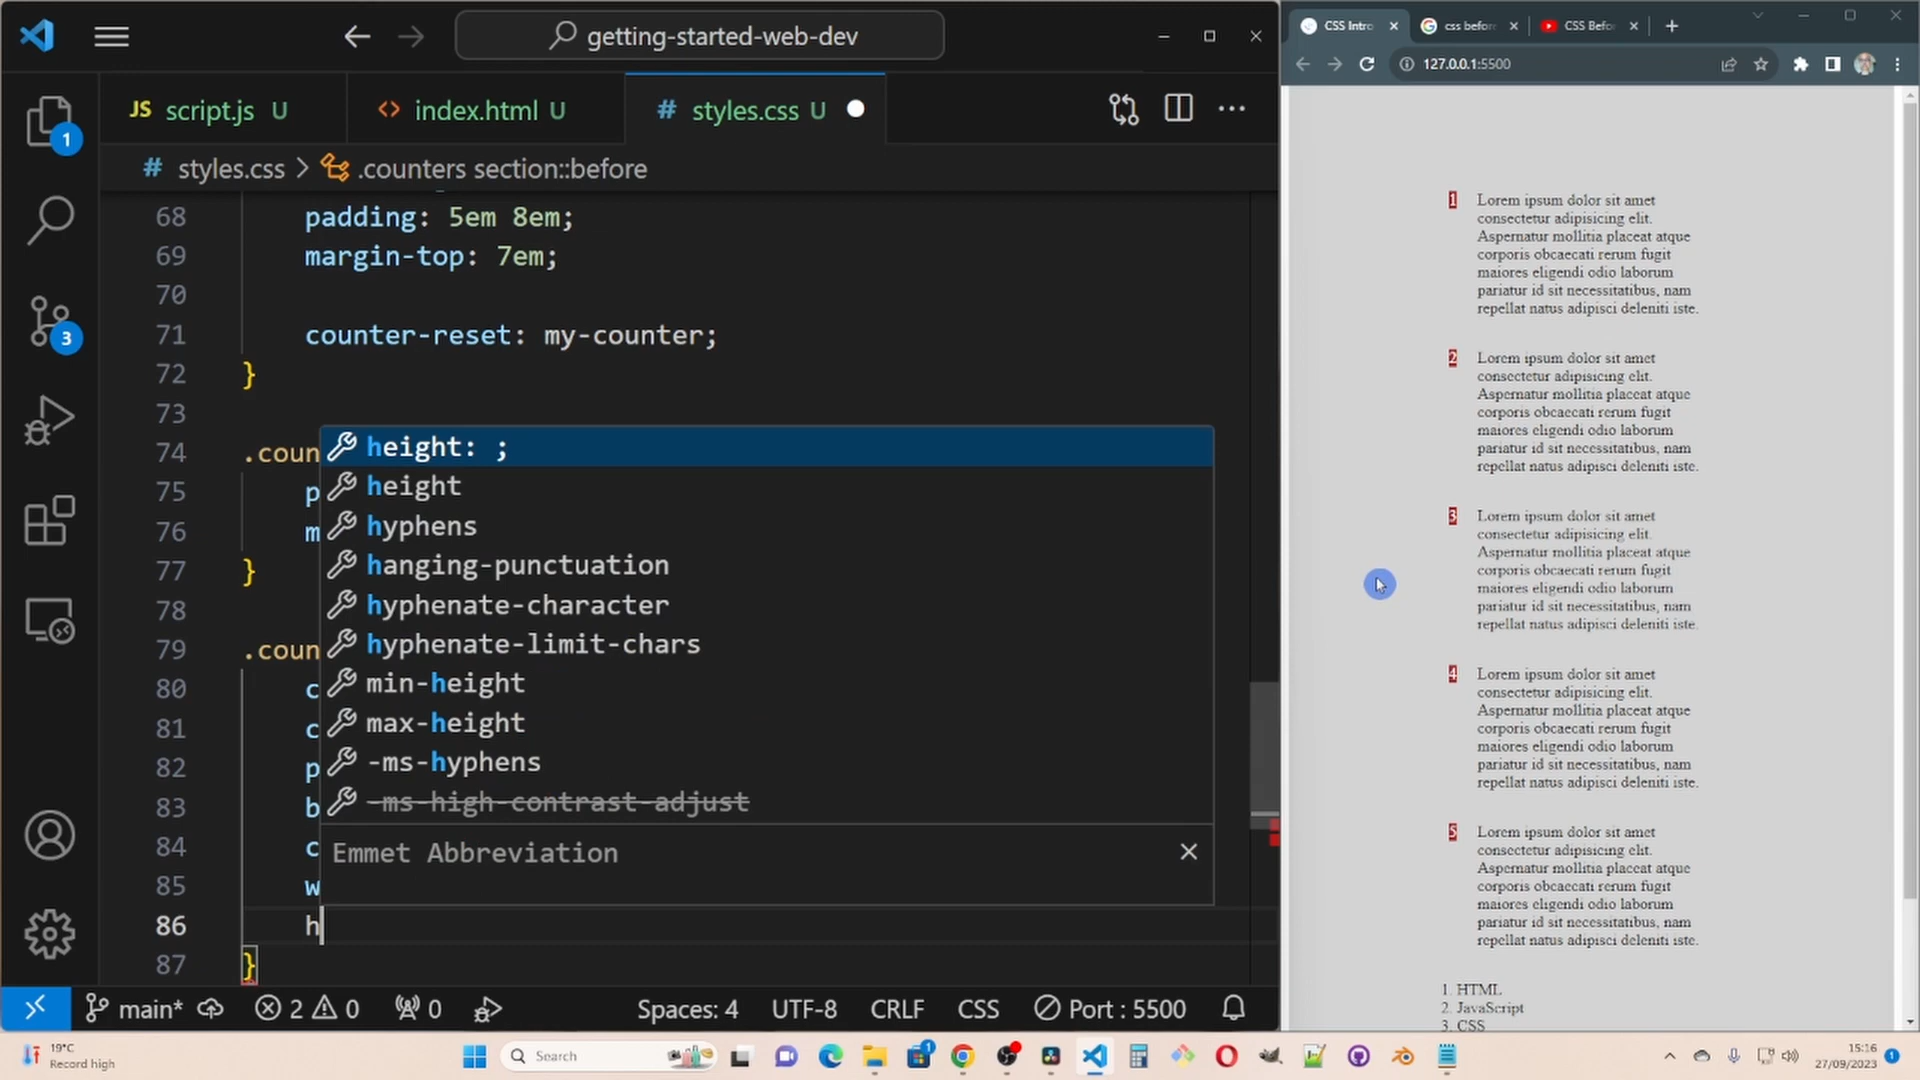 getting-started-web-dev
JS script.js U
<> index.html U
# styles.css U
# styles.css > .counters section::before
68 padding: 5em 8em;
69 margin-top: 7em;
70
71 counter-reset: my-counter;
72 }
73
74 .coun
75 p
76 m
77 }
78
79 .coun
80 c
81 c
82 p
83 b
84 c
85 w
86 h
87 }
height: ;
height
hyphens
hanging-punctuation
hyphenate-character
hyphenate-limit-chars
min-height
max-height
-ms-hyphens
-ms-high-contrast-adjust
Emmet Abbreviation
1
3
main*
2 0
0
Spaces: 4
UTF-8
CRLF
CSS
Port : 5500
CSS Intro
css before
CSS Befor
127.0.0.1:5500
1 Lorem ipsum dolor sit amet
consectetur adipisicing elit.
Aspernatur mollitia placeat atque
corporis obcaecati rerum fugit
maiores eligendi odio laborum
pariatur id sit necessitatibus, nam
repellat natus adipisci deleniti iste.
2 Lorem ipsum dolor sit amet
consectetur adipisicing elit.
Aspernatur mollitia placeat atque
corporis obcaecati rerum fugit
maiores eligendi odio laborum
pariatur id sit necessitatibus, nam
repellat natus adipisci deleniti iste.
3 Lorem ipsum dolor sit amet
consectetur adipisicing elit.
Aspernatur mollitia placeat atque
corporis obcaecati rerum fugit
maiores eligendi odio laborum
pariatur id sit necessitatibus, nam
repellat natus adipisci deleniti iste.
4 Lorem ipsum dolor sit amet
consectetur adipisicing elit.
Aspernatur mollitia placeat atque
corporis obcaecati rerum fugit
maiores eligendi odio laborum
pariatur id sit necessitatibus, nam
repellat natus adipisci deleniti iste.
5 Lorem ipsum dolor sit amet
consectetur adipisicing elit.
Aspernatur mollitia placeat atque
corporis obcaecati rerum fugit
maiores eligendi odio laborum
pariatur id sit necessitatibus, nam
repellat natus adipisci deleniti iste.
1. HTML
2. JavaScript
3. CSS
19°C
Record high
Search
1
15:16
27/09/2023
1